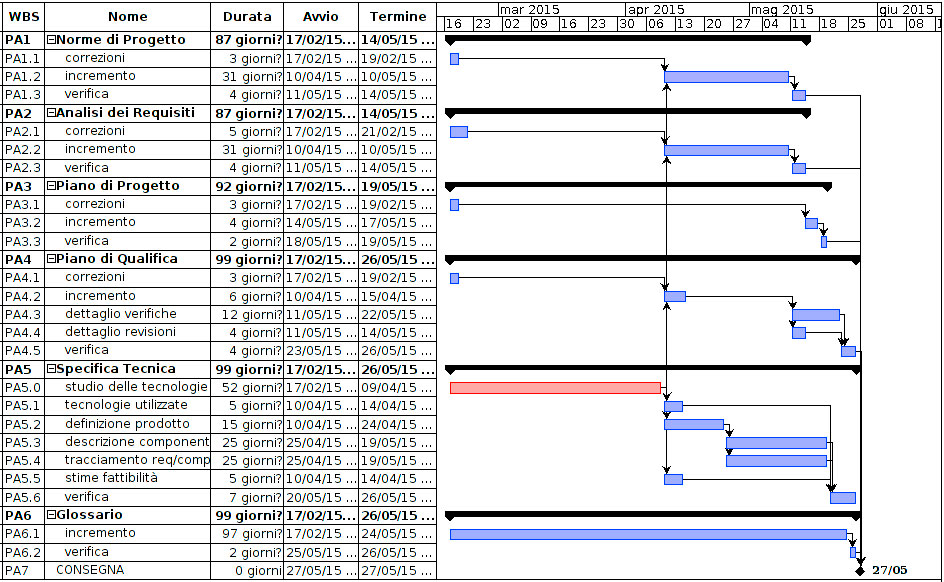 WBS Nome Durata Avvio Termine mar 2015 apr 2015 mag 2015 giu 2015
16 23 02 09 16 23 30 06 13 20 27 04 11 18 25 01 08 1
PA1 Norme di Progetto 87 giorni? 17/02/15... 14/05/15 ...
PA1.1 correzioni 3 giorni? 17/02/15 ... 19/02/15 ...
PA1.2 incremento 31 giorni? 10/04/15 ... 10/05/15 ...
PA1.3 verifica 4 giorni? 11/05/15 ... 14/05/15 ...
PA2 Analisi dei Requisiti 87 giorni? 17/02/15... 14/05/15 ...
PA2.1 correzioni 5 giorni? 17/02/15 ... 21/02/15 ...
PA2.2 incremento 31 giorni? 10/04/15 ... 10/05/15 ...
PA2.3 verifica 4 giorni? 11/05/15 ... 14/05/15 ...
PA3 Piano di Progetto 92 giorni? 17/02/15... 19/05/15 ...
PA3.1 correzioni 3 giorni? 17/02/15 ... 19/02/15 ...
PA3.2 incremento 4 giorni? 14/05/15 ... 17/05/15 ...
PA3.3 verifica 2 giorni? 18/05/15 ... 19/05/15 ...
PA4 Piano di Qualifica 99 giorni? 17/02/15... 26/05/15 ...
PA4.1 correzioni 3 giorni? 17/02/15 ... 19/02/15 ...
PA4.2 incremento 6 giorni? 10/04/15 ... 15/04/15 ...
PA4.3 dettaglio verifiche 12 giorni? 11/05/15 ... 22/05/15 ...
PA4.4 dettaglio revisioni 4 giorni? 11/05/15 ... 14/05/15 ...
PA4.5 verifica 4 giorni? 23/05/15 ... 26/05/15 ...
PA5 Specifica Tecnica 99 giorni? 17/02/15... 26/05/15 ...
PA5.0 studio delle tecnologie 52 giorni? 17/02/15 ... 09/04/15 ...
PA5.1 tecnologie utilizzate 5 giorni? 10/04/15 ... 14/04/15 ...
PA5.2 definizione prodotto 15 giorni? 10/04/15 ... 24/04/15 ...
PA5.3 descrizione component 25 giorni? 25/04/15 ... 19/05/15 ...
PA5.4 tracciamento req/comp 25 giorni? 25/04/15 ... 19/05/15 ...
PA5.5 stime fattibilità 5 giorni? 10/04/15 ... 14/04/15 ...
PA5.6 verifica 7 giorni? 20/05/15 ... 26/05/15 ...
PA6 Glossario 99 giorni? 17/02/15... 26/05/15 ...
PA6.1 incremento 97 giorni? 17/02/15 ... 24/05/15 ...
PA6.2 verifica 2 giorni? 25/05/15 ... 26/05/15 ...
PA7 CONSEGNA 0 giorni 27/05/15 ... 27/05/15 ... 27/05